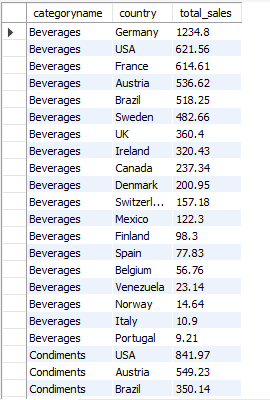 categoryname country total_sales
Beverages Germany 1234.8
Beverages USA 621.56
Beverages France 614.61
Beverages Austria 536.62
Beverages Brazil 518.25
Beverages Sweden 482.66
Beverages UK 360.4
Beverages Ireland 320.43
Beverages Canada 237.34
Beverages Denmark 200.95
Beverages Switzerl... 157.18
Beverages Mexico 122.3
Beverages Finland 98.3
Beverages Spain 77.83
Beverages Belgium 56.76
Beverages Venezuela 23.14
Beverages Norway 14.64
Beverages Italy 10.9
Beverages Portugal 9.21
Condiments USA 841.97
Condiments Austria 549.23
Condiments Brazil 350.14